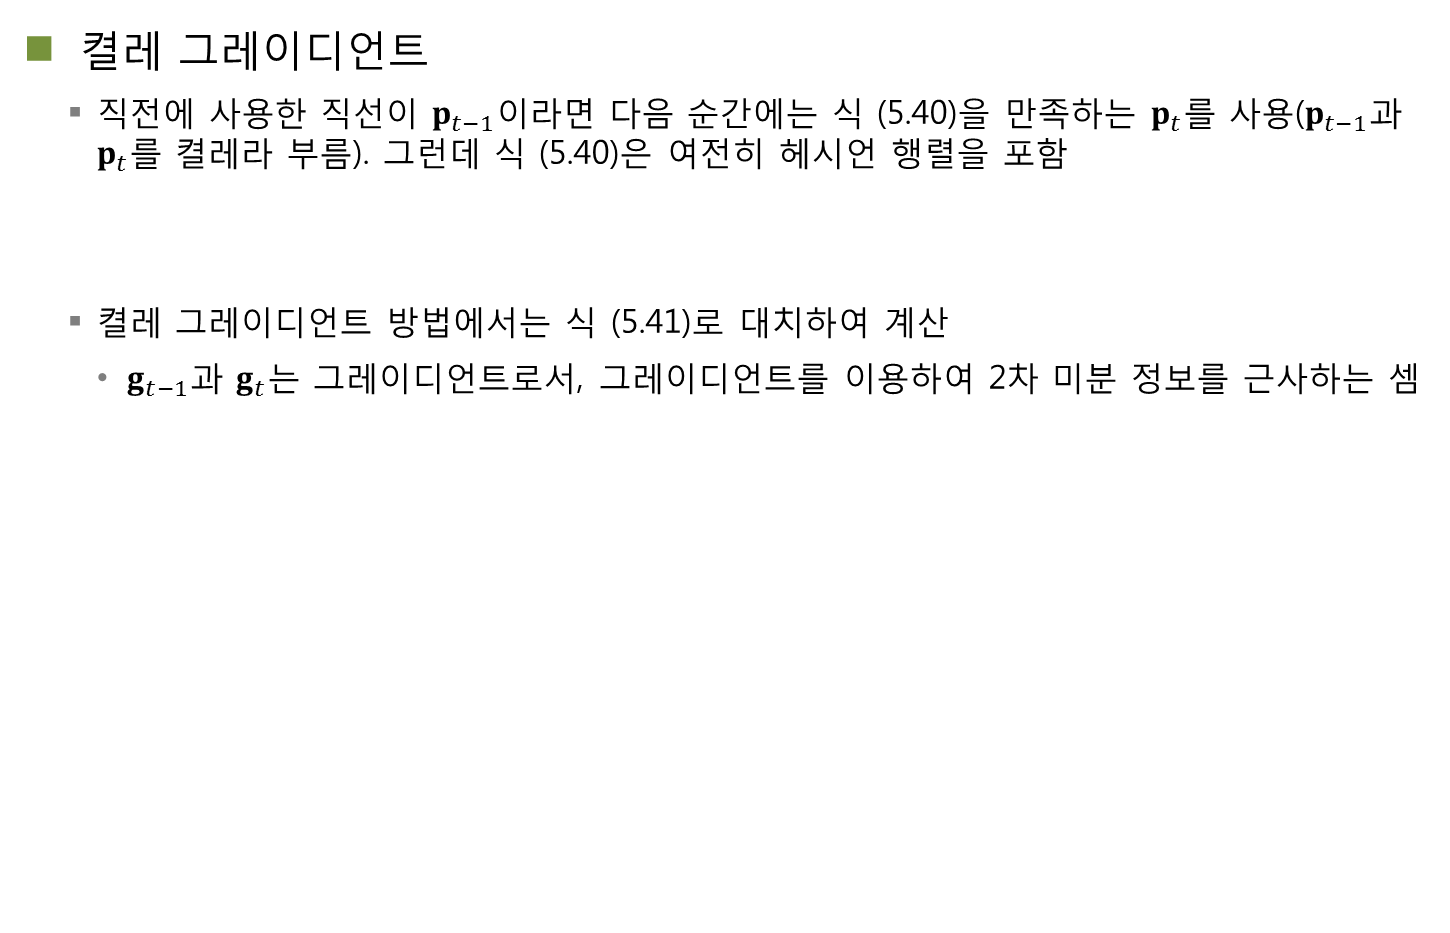 켤레 그레이디언트
직전에 사용한 직선이 𝐩𝑡−1이라면 다음 순간에는 식 (5.40)을 만족하는 𝐩𝑡를 사용(𝐩𝑡−1과
𝐩𝑡를 켤레라 부름). 그런데 식 (5.40)은 여전히 헤시언 행렬을 포함
켤레 그레이디언트 방법에서는 식 (5.41)로 대치하여 계산
𝐠𝑡−1과 𝐠𝑡는 그레이디언트로서, 그레이디언트를 이용하여 2차 미분 정보를 근사하는 셈